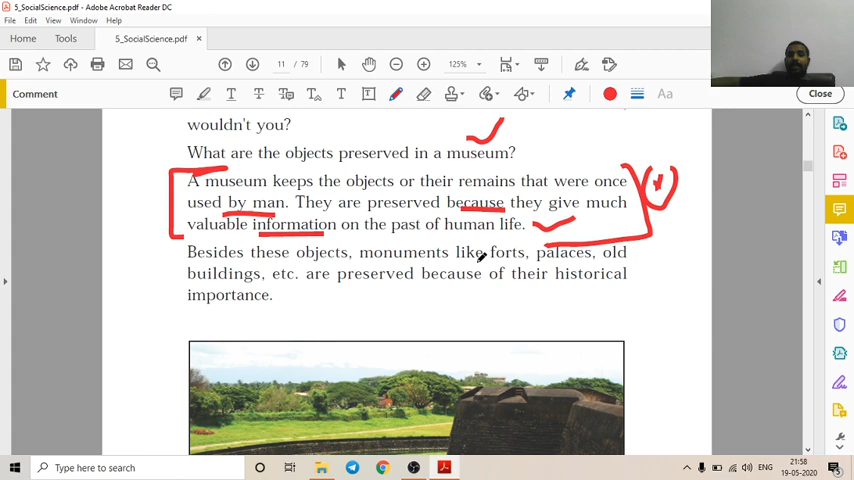 5_SocialScience.pdf - Adobe Acrobat Reader DC
File Edit View Window Help
Home Tools 5_SocialScience.pdf ×
11 / 79 125%
Comment T T T Aa Close
wouldn't you?
What are the objects preserved in a museum?
A museum keeps the objects or their remains that were once
used by man. They are preserved because they give much
valuable information on the past of human life.
Besides these objects, monuments like forts, palaces, old
buildings, etc. are preserved because of their historical
importance.
Type here to search
ENG
21:58
19-05-2020
5